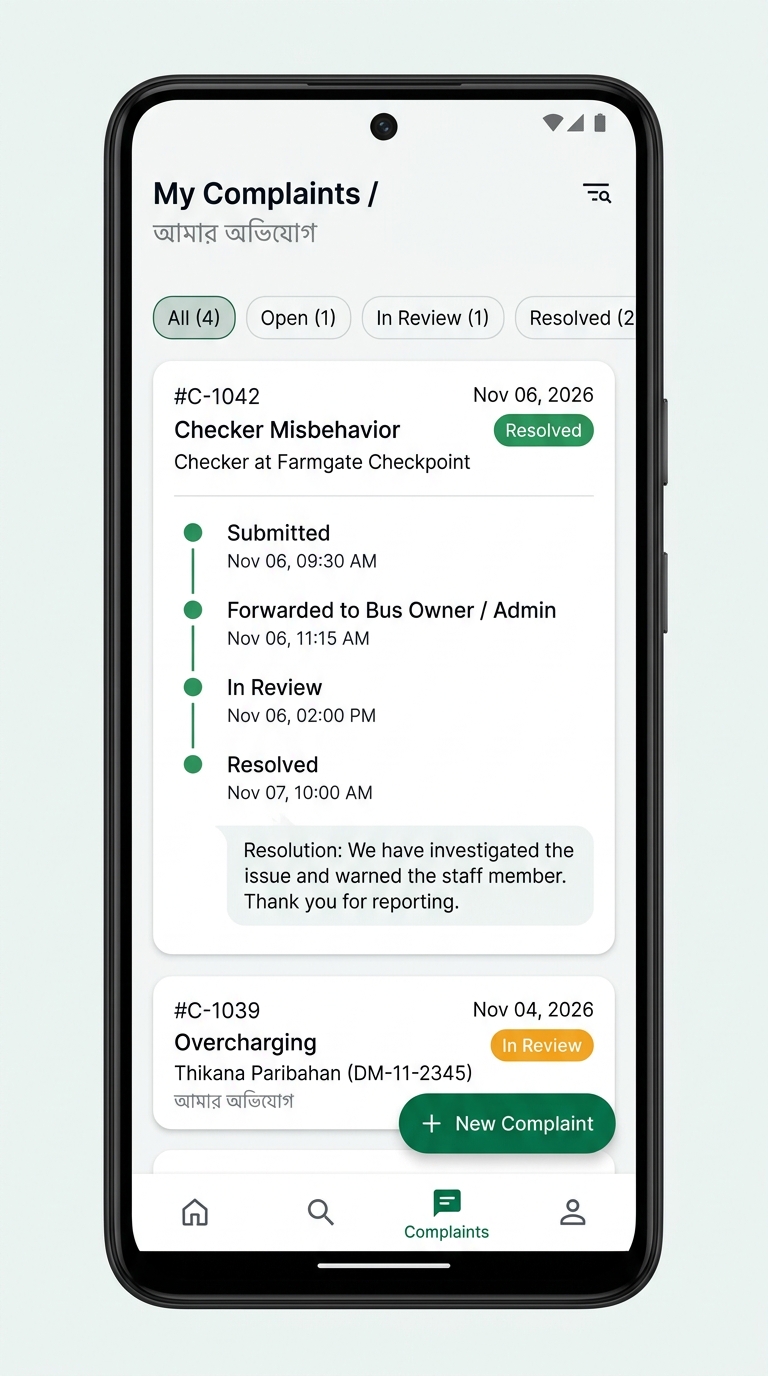 My Complaints /
আমার অভিযোগ
All (4)
Open (1)
In Review (1)
Resolved (2
#C-1042
Nov 06, 2026
Checker Misbehavior
Resolved
Checker at Farmgate Checkpoint
Submitted
Nov 06, 09:30 AM
Forwarded to Bus Owner / Admin
Nov 06, 11:15 AM
In Review
Nov 06, 02:00 PM
Resolved
Nov 07, 10:00 AM
Resolution: We have investigated the
issue and warned the staff member.
Thank you for reporting.
#C-1039
Nov 04, 2026
Overcharging
In Review
Thikana Paribahan (DM-11-2345)
আমার অভিযোগ
+ New Complaint
Complaints